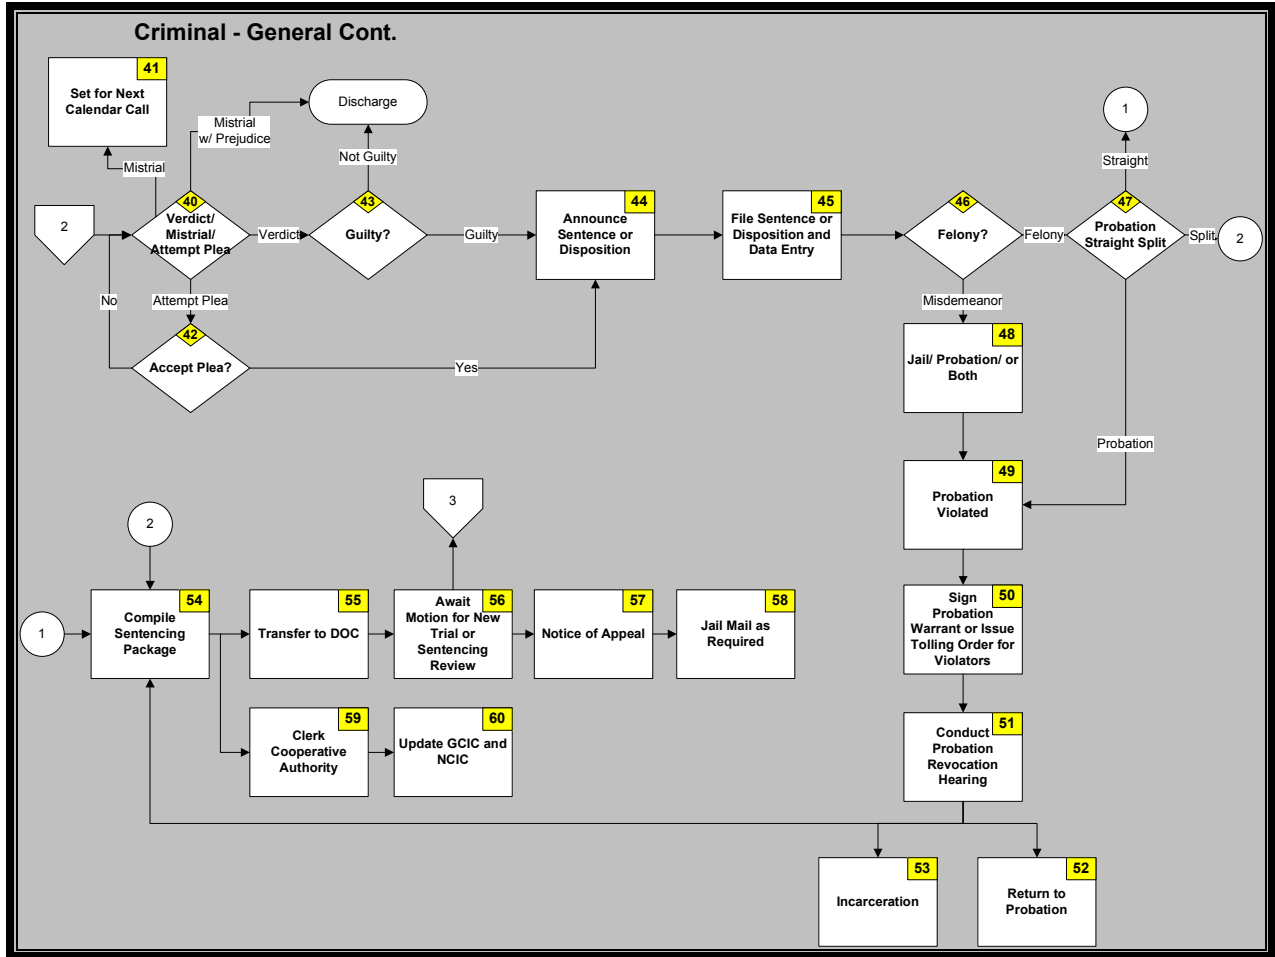 Criminal - General Cont.
41
Set for Next
Calendar Call
Discharge
Mistrial
w/ Prejudice
Mistrial
Not Guilty
1
Straight
2
40
Verdict/
Mistrial/
Attempt Plea
Verdict
43
Guilty?
Guilty
44
Announce
Sentence or
Disposition
45
File Sentence or
Disposition and
Data Entry
46
Felony?
Felony
47
Probation
Straight Split
Split
2
No
Attempt Plea
Misdemeanor
42
Accept Plea?
Yes
48
Jail/ Probation/ or
Both
Probation
49
Probation
Violated
2
3
1
54
Compile
Sentencing
Package
55
Transfer to DOC
56
Await
Motion for New
Trial or
Sentencing
Review
57
Notice of Appeal
58
Jail Mail as
Required
50
Sign
Probation
Warrant or Issue
Tolling Order for
Violators
59
Clerk
Cooperative
Authority
60
Update GCIC and
NCIC
51
Conduct
Probation
Revocation
Hearing
53
Incarceration
52
Return to
Probation